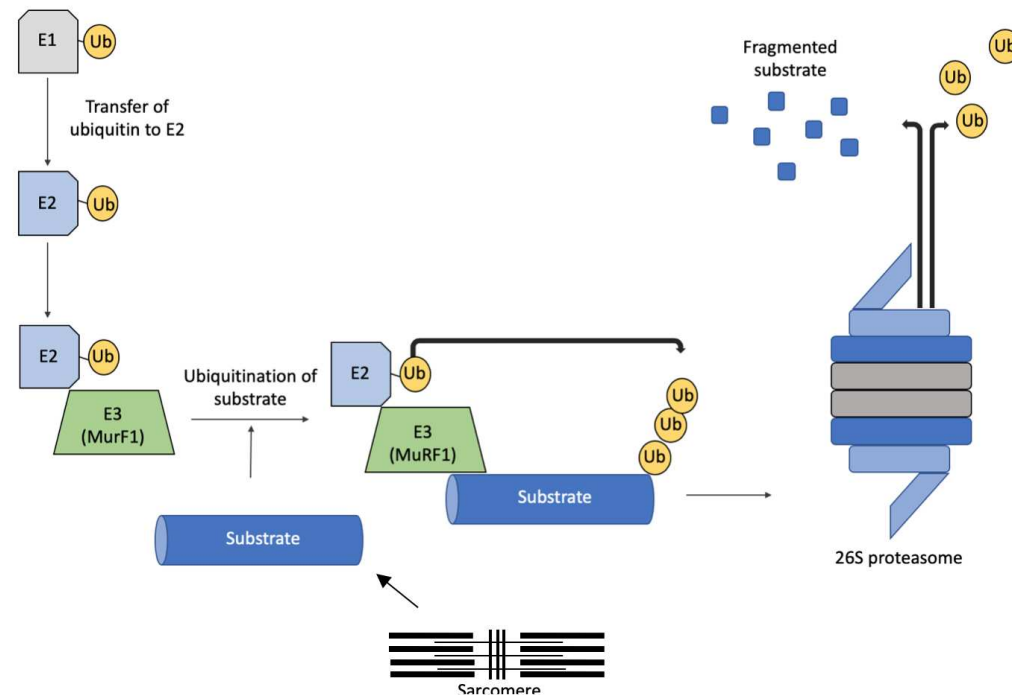 E1
Ub
Transfer of
ubiquitin to E2
E2
Ub
E2
Ub
E3
(MurF1)
Ubiquitination of
substrate
Substrate
E2
Ub
E3
(MuRF1)
Ub
Ub
Ub
Substrate
Sarcomere
Fragmented
substrate
Ub
Ub
Ub
26S proteasome